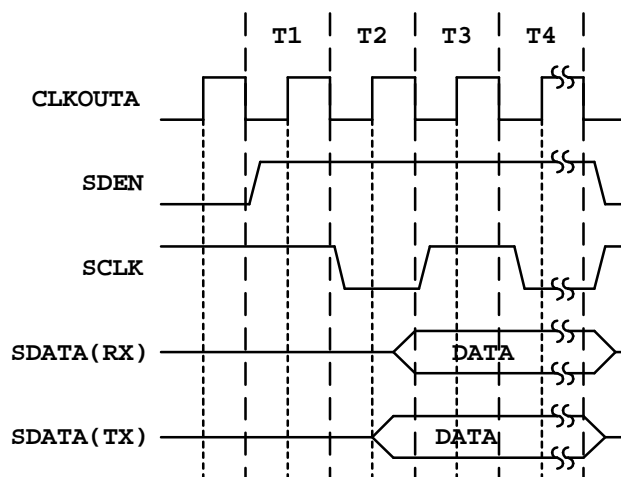 T1 T2 T3 T4
CLKOUTA
SDEN
SCLK
SDATA(RX) DATA
SDATA(TX) DATA